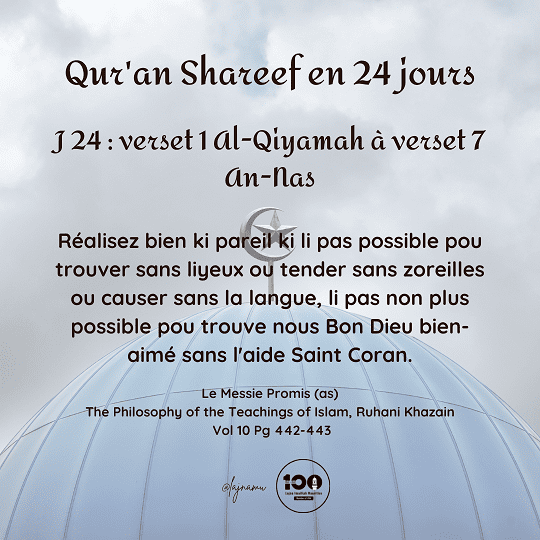 Qur'an Shareef en 24 jours
J 24 : verset 1 Al-Qiyamah à verset 7
An-Nas
Réalisez bien ki pareil ki li pas possible pou
trouver sans liyeux ou tender sans zoreilles
ou causer sans la langue, li pas non plus
possible pou trouve nous Bon Dieu bien-
aimé sans l'aide Saint Coran.
Le Messie Promis (as)
The Philosophy of the Teachings of Islam, Ruhani Khazain
Vol 10 Pg 442-443
@lajnamu
100